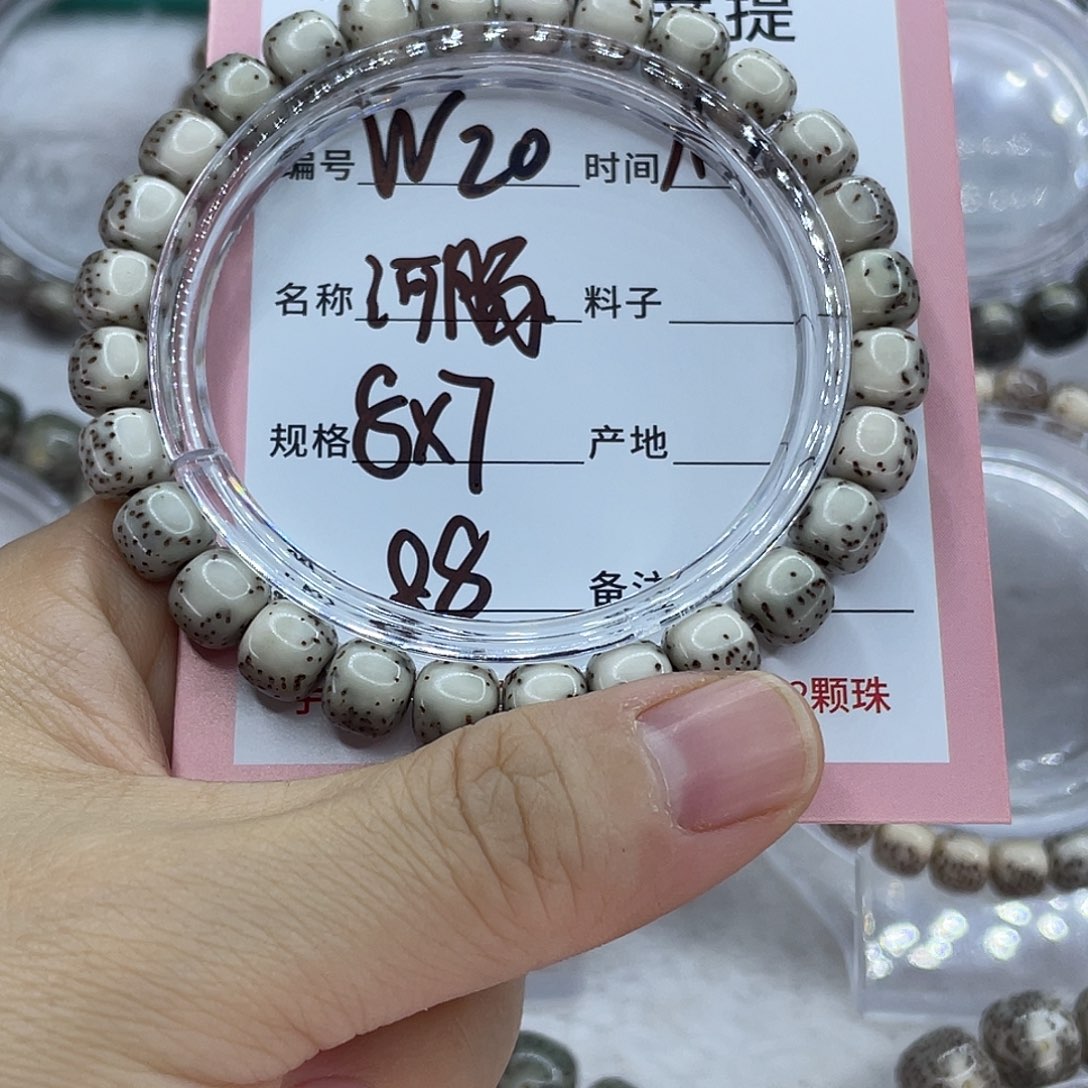 提
编号 W20 时间
名称 河豚 料子
规格 8X7 产地
88 备注
颗珠